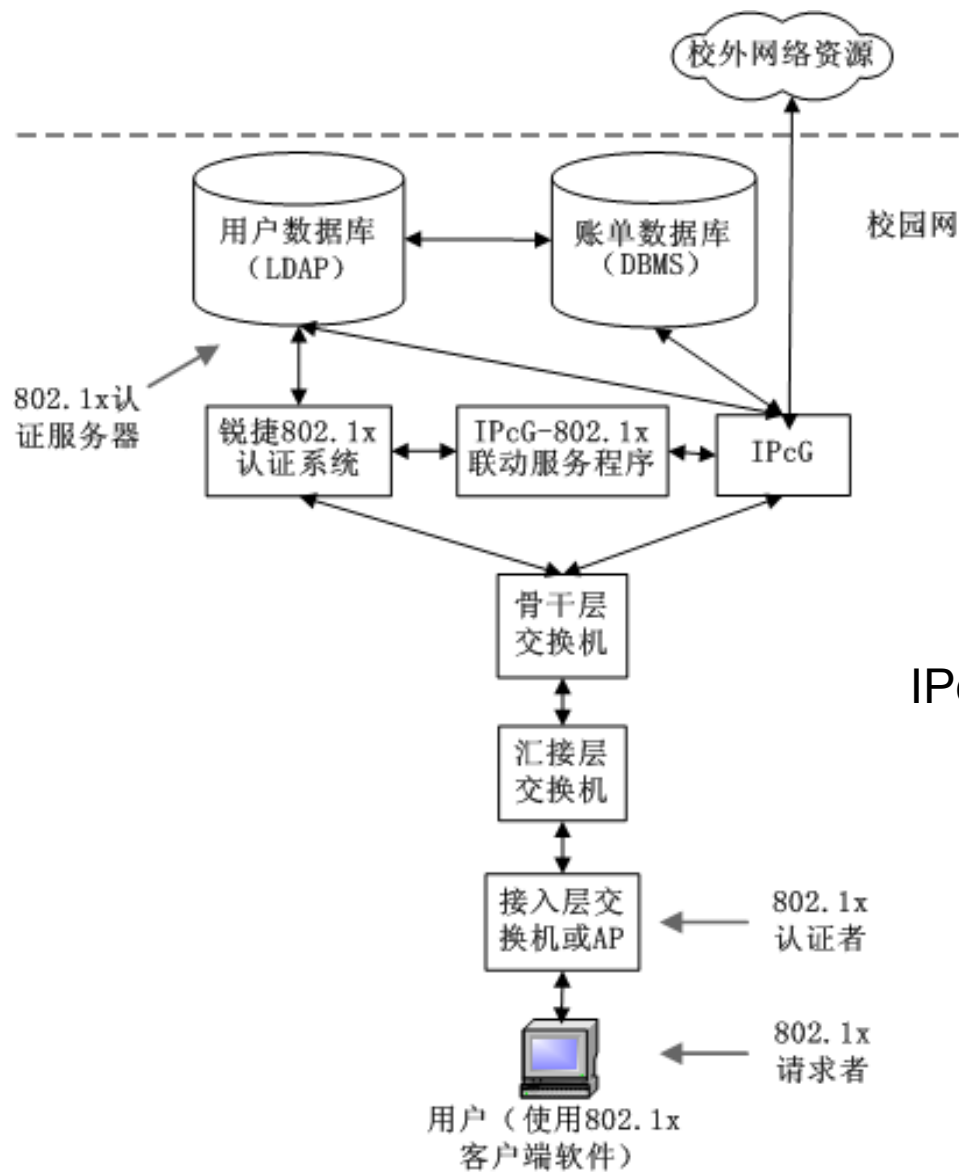 校外网络资源
校园网
用户数据库
（LDAP）
账单数据库
（DBMS）
802.1x认
证服务器
锐捷802.1x
认证系统
IPcG-802.1x
联动服务程序
IPcG
骨干层
交换机
IP
汇接层
交换机
接入层交
换机或AP
802.1x
认证者
802.1x
请求者
用户（使用802.1x
客户端软件）